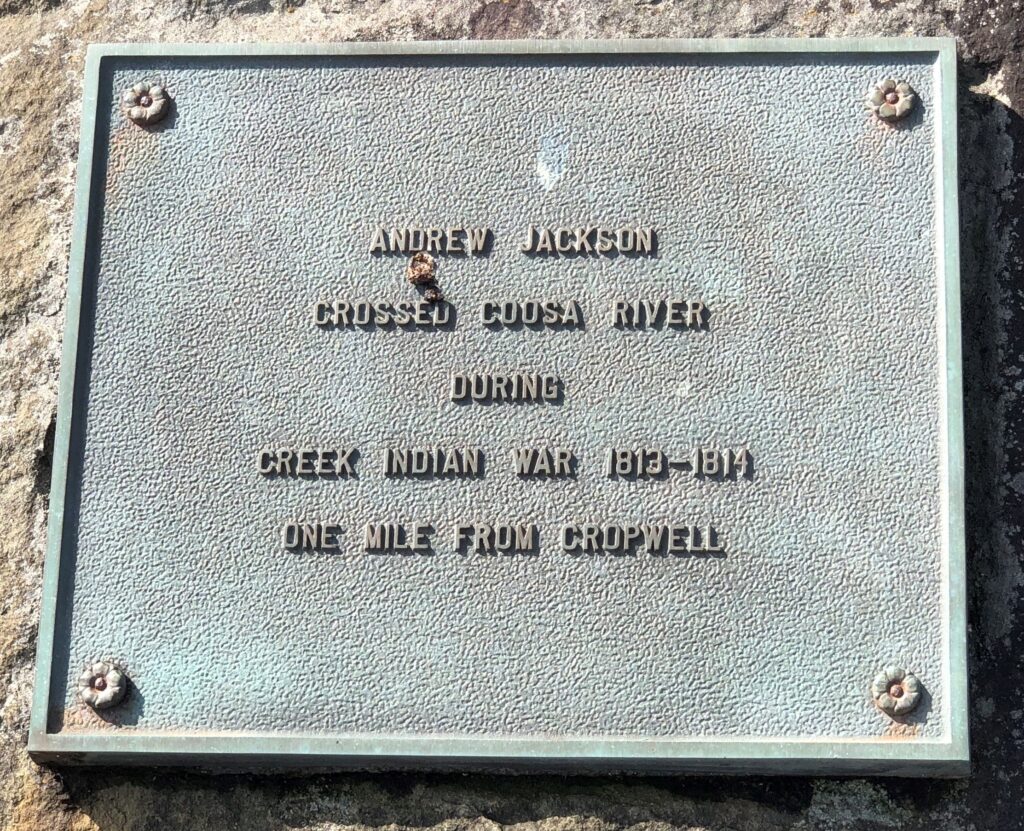 ANDREW JACKSON
CROSSED COOSA RIVER
DURING
CREEK INDIAN WAR 1813-1814
ONE MILE FROM CROPWELL